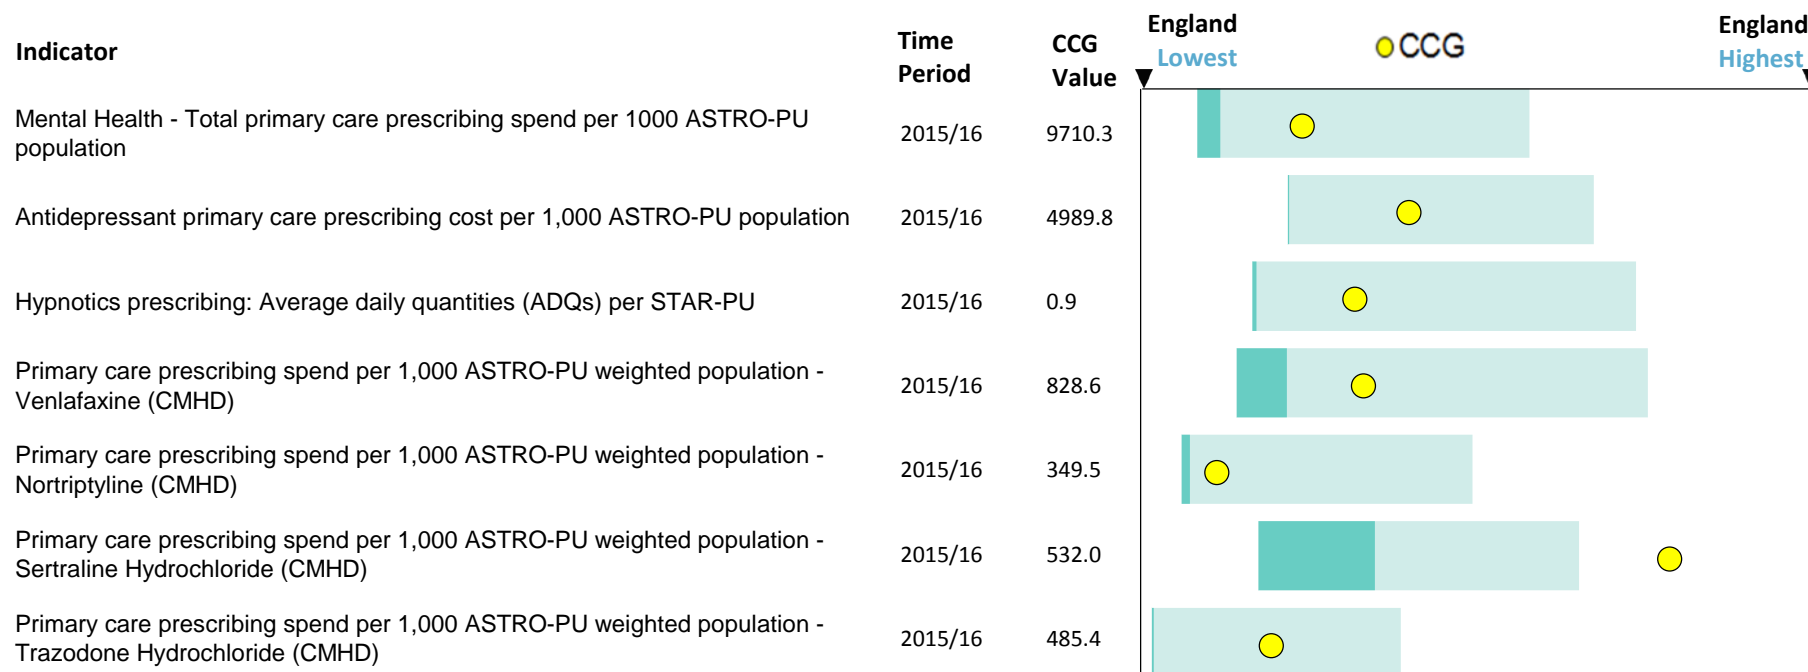 Indicator
Time
Period
CCG
Value
England
Lowest
CCG
England
Highest
Mental Health - Total primary care prescribing spend per 1000 ASTRO-PU
population
2015/16
9710.3
Antidepressant primary care prescribing cost per 1,000 ASTRO-PU population
2015/16
4989.8
Hypnotics prescribing: Average daily quantities (ADQs) per STAR-PU
2015/16
0.9
Primary care prescribing spend per 1,000 ASTRO-PU weighted population -
Venlafaxine (CMHD)
2015/16
828.6
Primary care prescribing spend per 1,000 ASTRO-PU weighted population -
Nortriptyline (CMHD)
2015/16
349.5
Primary care prescribing spend per 1,000 ASTRO-PU weighted population -
Sertraline Hydrochloride (CMHD)
2015/16
532.0
Primary care prescribing spend per 1,000 ASTRO-PU weighted population -
Trazodone Hydrochloride (CMHD)
2015/16
485.4